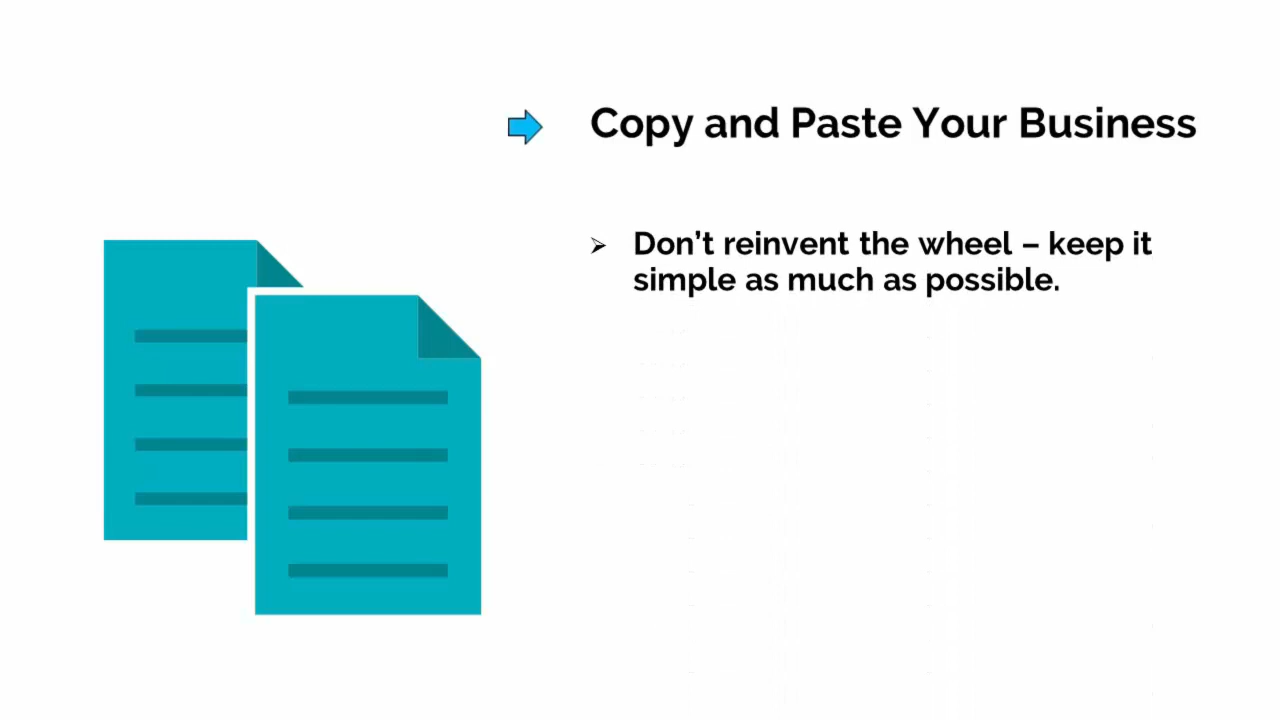 Copy and Paste Your Business
Don’t reinvent the wheel – keep it
simple as much as possible.